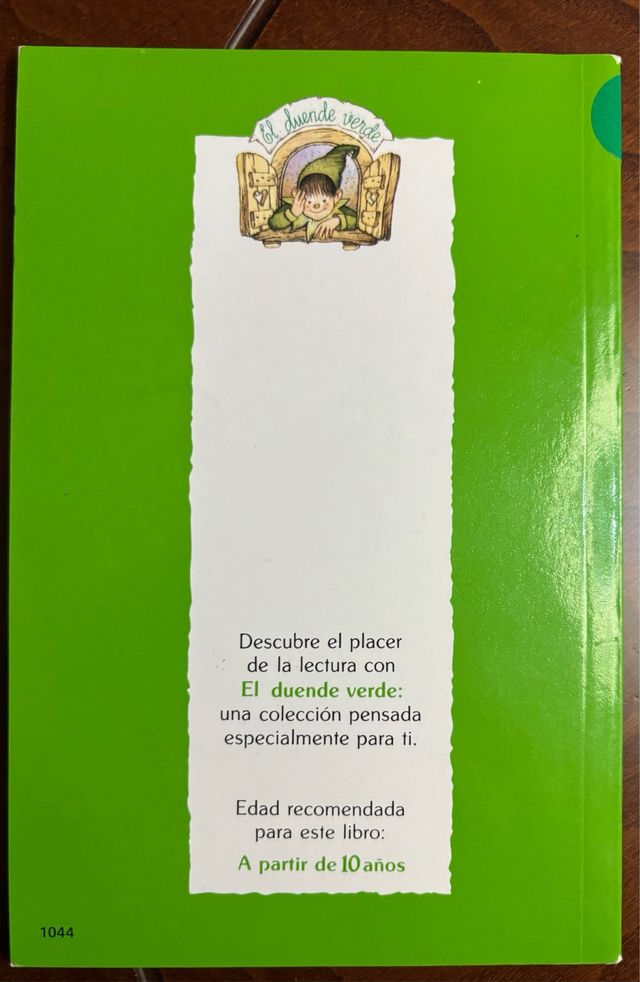 El duende verde
Descubre el placer
de la lectura con
El duende verde:
una colección pensada
especialmente para ti.
Edad recomendada
para este libro:
A partir de 10 años
1044